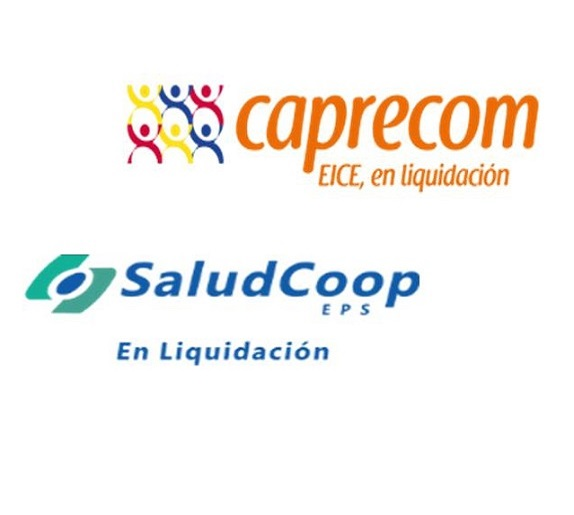 caprecom
EICE, en liquidación
SaludCoop
EPS
En Liquidación